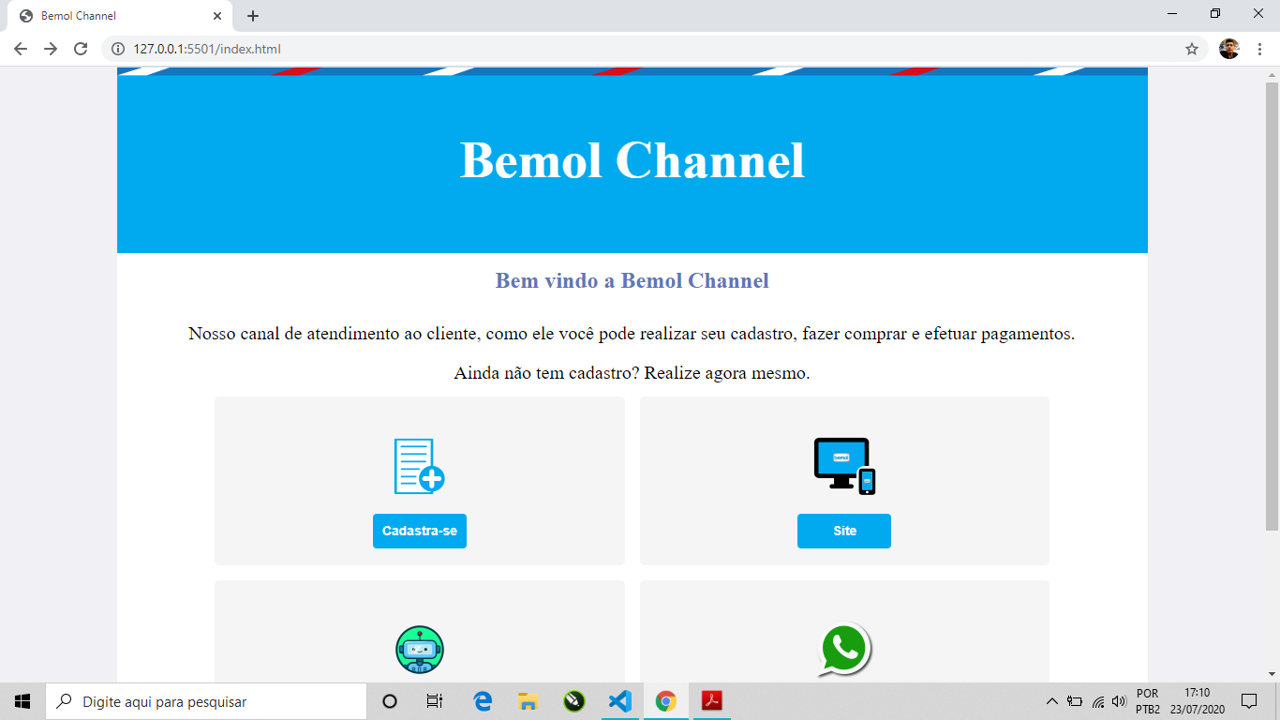 Bemol Channel
127.0.0.1:5501/index.html
Bemol Channel
Bem vindo a Bemol Channel
Nosso canal de atendimento ao cliente, como ele você pode realizar seu cadastro, fazer comprar e efetuar pagamentos.
Ainda não tem cadastro? Realize agora mesmo.
bemol
Cadastra-se
Site
Digite aqui para pesquisar
POR
PTB2
17:10
23/07/2020